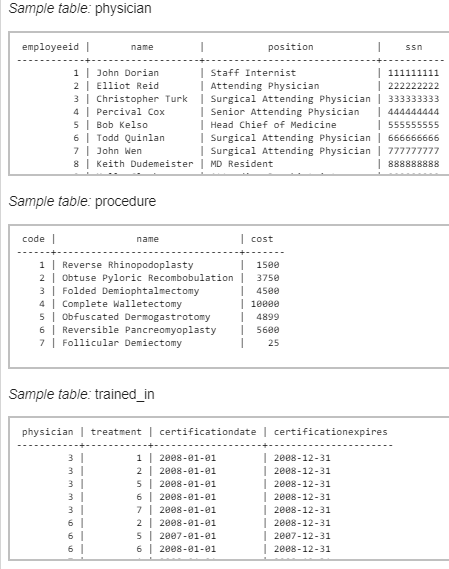 Sample table: physician
employeeid | name | position | ssn
------------+-------------------+------------------------------+-----------
1 | John Dorian | Staff Internist | 111111111
2 | Elliot Reid | Attending Physician | 222222222
3 | Christopher Turk | Surgical Attending Physician | 333333333
4 | Percival Cox | Senior Attending Physician | 444444444
5 | Bob Kelso | Head Chief of Medicine | 555555555
6 | Todd Quinlan | Surgical Attending Physician | 666666666
7 | John Wen | Surgical Attending Physician | 777777777
8 | Keith Dudemeister | MD Resident | 888888888
Sample table: procedure
code | name | cost
------+--------------------------------+-------
1 | Reverse Rhinopodoplasty | 1500
2 | Obtuse Pyloric Recombobulation | 3750
3 | Folded Demiophtalmectomy | 4500
4 | Complete Walletectomy | 10000
5 | Obfuscated Dermogastrotomy | 4899
6 | Reversible Pancreomyoplasty | 5600
7 | Follicular Demiectomy | 25
Sample table: trained_in
physician | treatment | certificationdate | certificationexpires
-----------+-----------+-------------------+----------------------
3 | 1 | 2008-01-01 | 2008-12-31
3 | 2 | 2008-01-01 | 2008-12-31
3 | 5 | 2008-01-01 | 2008-12-31
3 | 6 | 2008-01-01 | 2008-12-31
3 | 7 | 2008-01-01 | 2008-12-31
6 | 2 | 2008-01-01 | 2008-12-31
6 | 5 | 2007-01-01 | 2007-12-31
6 | 6 | 2008-01-01 | 2008-12-31